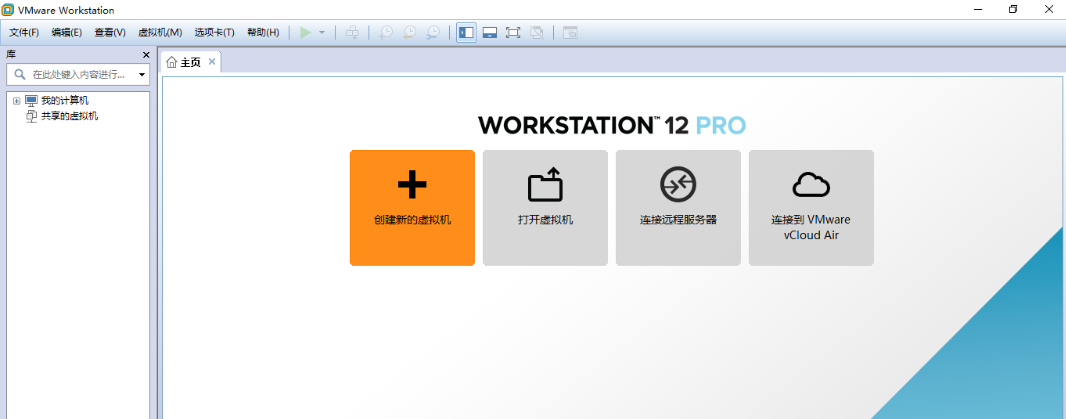 VMware Workstation
文件(F) 编辑(E) 查看(V) 虚拟机(M) 选项卡(T) 帮助(H)
库
在此处键入内容进行...
我的计算机
共享的虚拟机
主页
WORKSTATION™ 12 PRO
创建新的虚拟机
打开虚拟机
连接远程服务器
连接到 VMware
vCloud Air